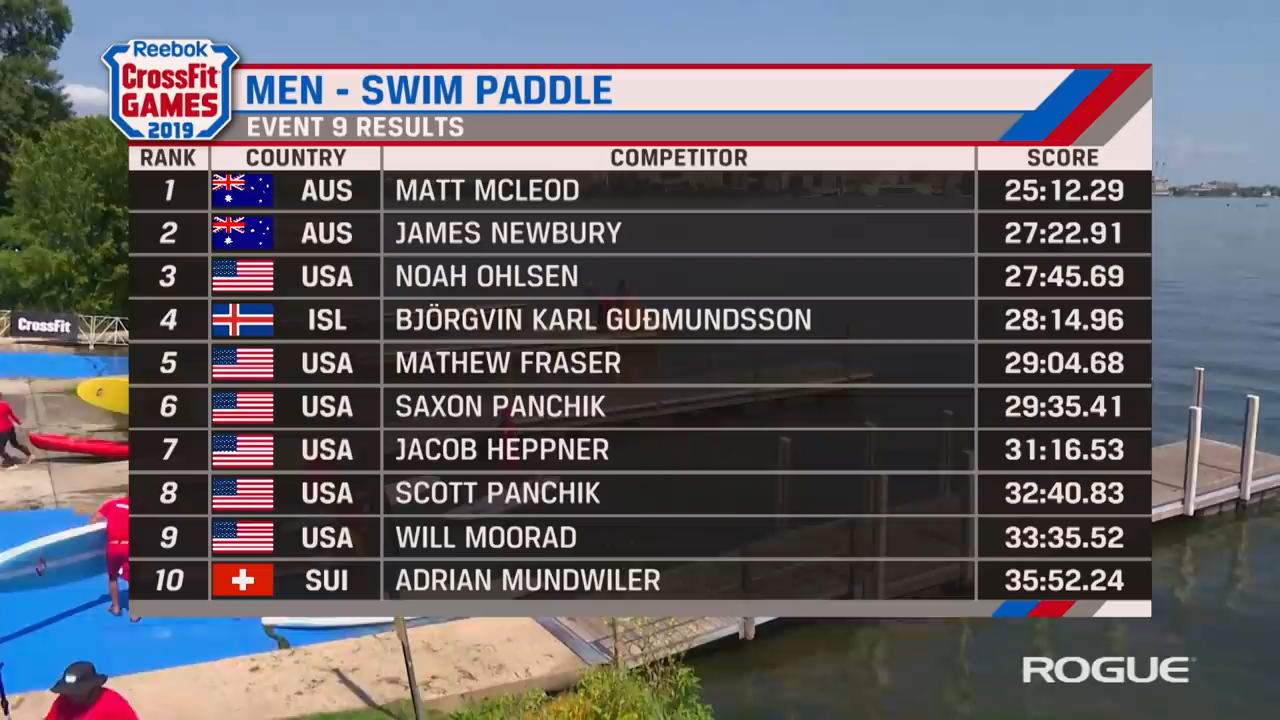 Reebok
CrossFit
GAMES
2019
MEN - SWIM PADDLE
EVENT 9 RESULTS
RANK COUNTRY COMPETITOR SCORE
1 AUS MATT MCLEOD 25:12.29
2 AUS JAMES NEWBURY 27:22.91
3 USA NOAH OHLSEN 27:45.69
4 ISL BJÖRGVIN KARL GUÐMUNDSSON 28:14.96
5 USA MATHEW FRASER 29:04.68
6 USA SAXON PANCHIK 29:35.41
7 USA JACOB HEPPNER 31:16.53
8 USA SCOTT PANCHIK 32:40.83
9 USA WILL MOORAD 33:35.52
10 SUI ADRIAN MUNDWILER 35:52.24
CrossFit
ROGUE